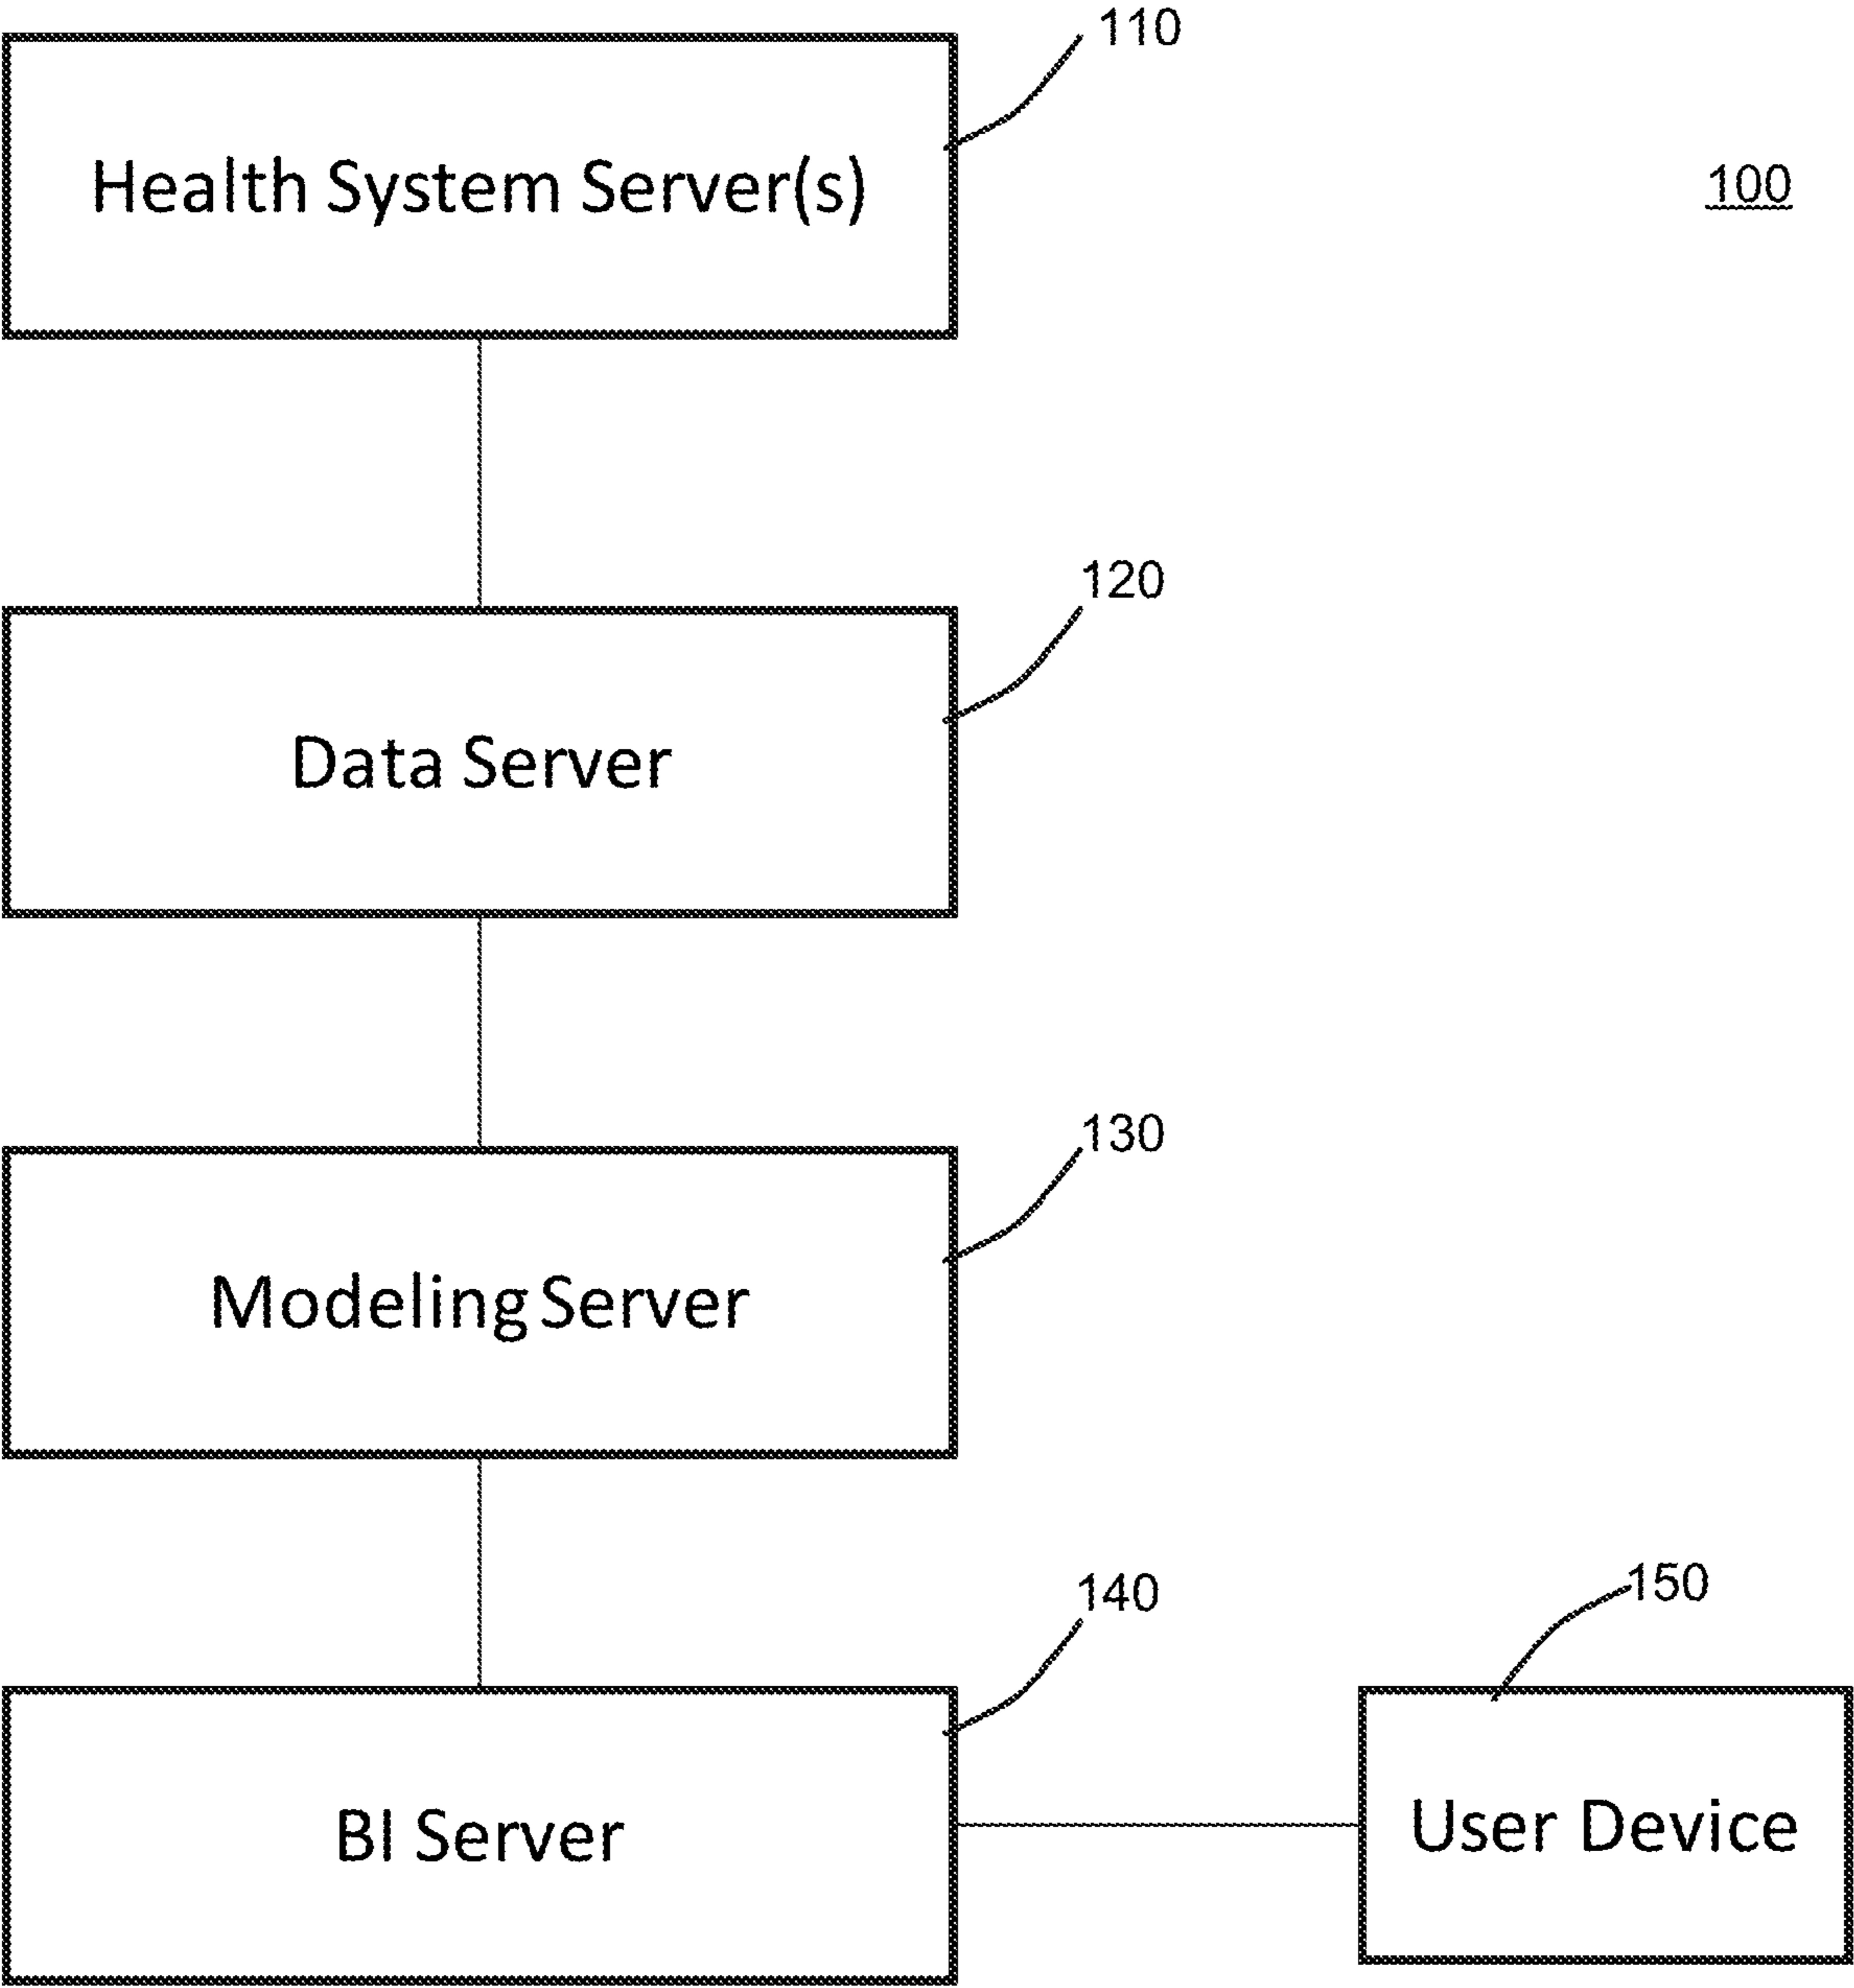 110
Health System Server(s)
100
120
Data Server
130
Modeling Server
140
150
BI Server
User Device